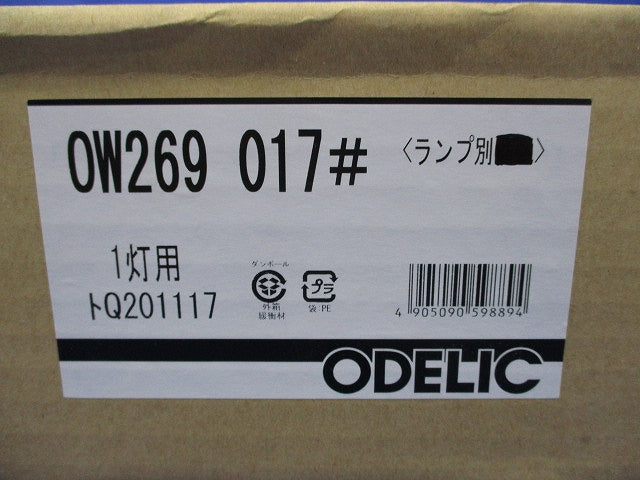 OW269 017#
〈ランプ別
〉
1灯用
トQ201117
ダンボール
外箱
緩衝材
プラ
袋:PE
4 905090 598894
ODELIC